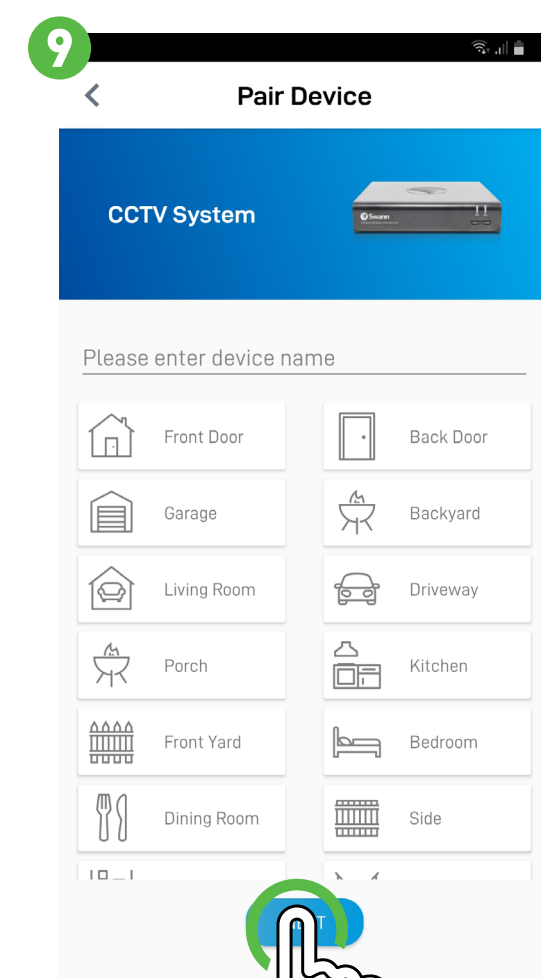 9
Pair Device
CCTV System
Swann
Please enter device name
Front Door
Back Door
Garage
Backyard
Living Room
Driveway
Porch
Kitchen
Front Yard
Bedroom
Dining Room
Side